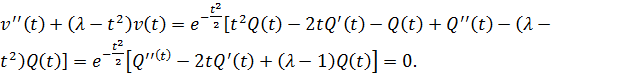 𝑣′′(𝑡) + (𝜆 − 𝑡²)𝑣(𝑡) = 𝑒^{−𝑡²/2}[𝑡²𝑄(𝑡) − 2𝑡𝑄′(𝑡) − 𝑄(𝑡) + 𝑄′′(𝑡) − (𝜆 −
𝑡²)𝑄(𝑡)] = 𝑒^{−𝑡²/2}[𝑄′′^{(𝑡)} − 2𝑡𝑄′(𝑡) + (𝜆 − 1)𝑄(𝑡)] = 0.